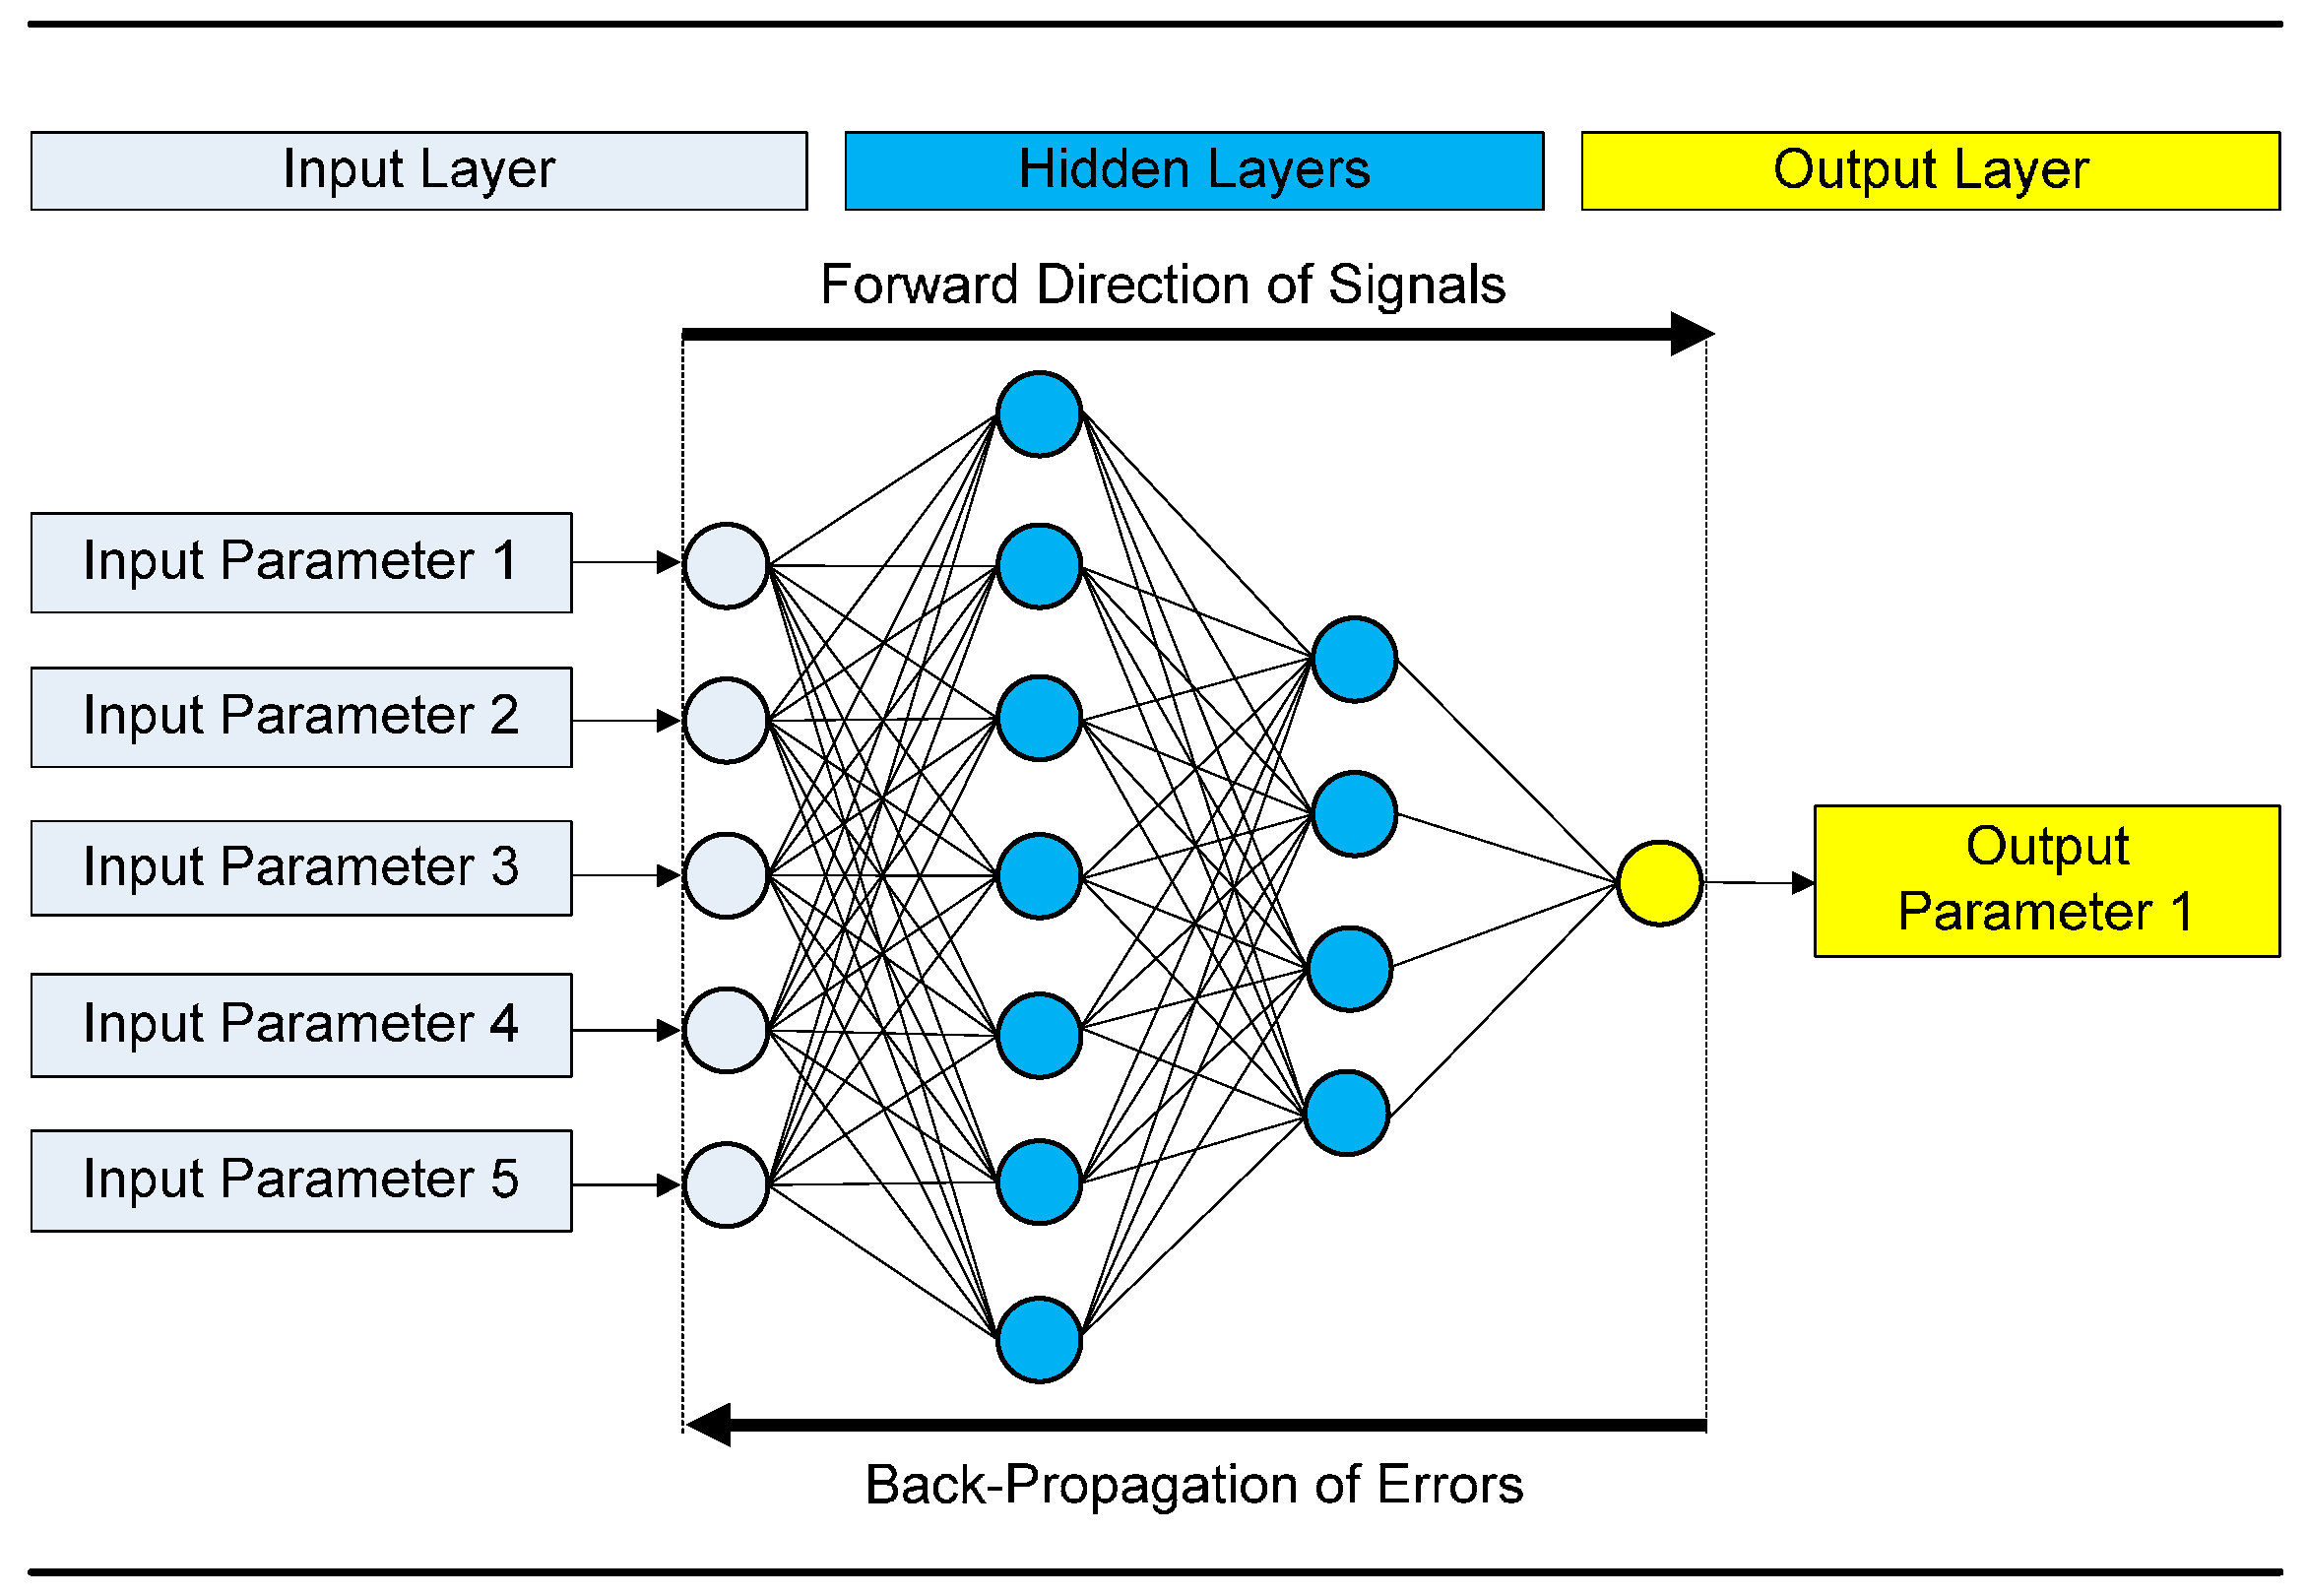 Input Layer
Hidden Layers
Output Layer
Forward Direction of Signals
Input Parameter 1
Input Parameter 2
Input Parameter 3
Input Parameter 4
Input Parameter 5
Output
Parameter 1
Back-Propagation of Errors